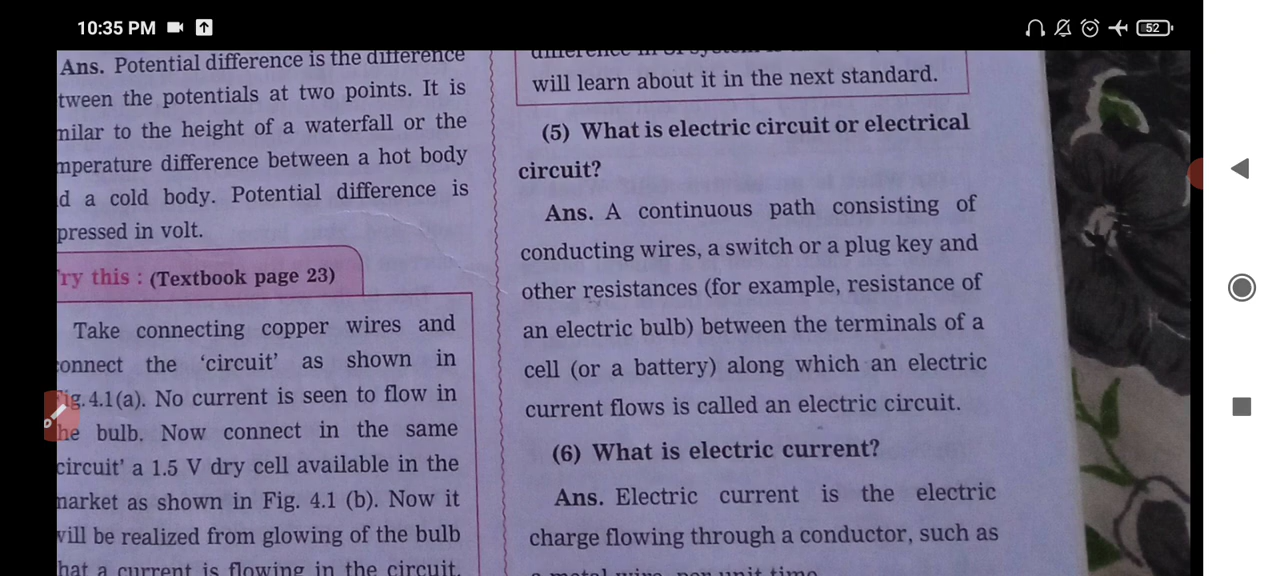 10:35 PM
52
Ans. Potential difference is the difference
tween the potentials at two points. It is
milar to the height of a waterfall or the
mperature difference between a hot body
d a cold body. Potential difference is
pressed in volt.
ry this : (Textbook page 23)
Take connecting copper wires and
onnect the ‘circuit’ as shown in
Fig. 4.1(a). No current is seen to flow in
he bulb. Now connect in the same
circuit’ a 1.5 V dry cell available in the
market as shown in Fig. 4.1 (b). Now it
will be realized from glowing of the bulb
hat a current is flowing in the circuit.
will learn about it in the next standard.
(5) What is electric circuit or electrical
circuit?
Ans. A continuous path consisting of
conducting wires, a switch or a plug key and
other resistances (for example, resistance of
an electric bulb) between the terminals of a
cell (or a battery) along which an electric
current flows is called an electric circuit.
(6) What is electric current?
Ans. Electric current is the electric
charge flowing through a conductor, such as
a metal wire, per unit time.